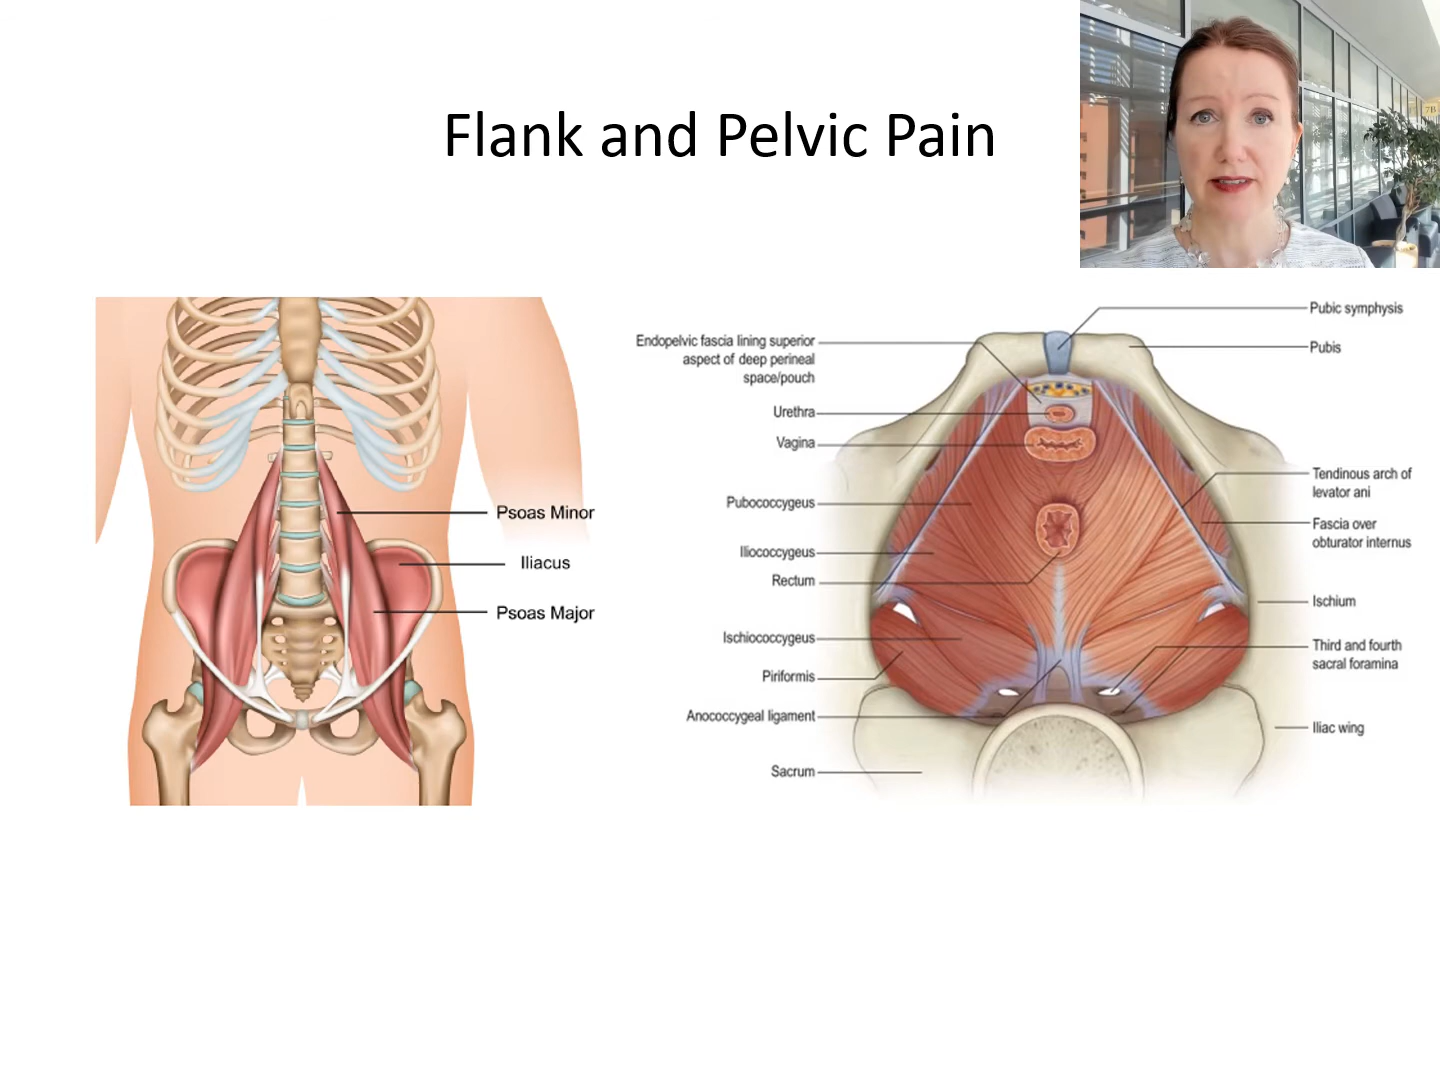 Flank and Pelvic Pain
7B
Psoas Minor
Iliacus
Psoas Major
Endopelvic fascia lining superior
aspect of deep perineal
space/pouch
Urethra
Vagina
Pubococcygeus
Iliococcygeus
Rectum
Ischiococcygeus
Piriformis
Anococcygeal ligament
Sacrum
Pubic symphysis
Pubis
Tendinous arch of
levator ani
Fascia over
obturator internus
Ischium
Third and fourth
sacral foramina
Iliac wing